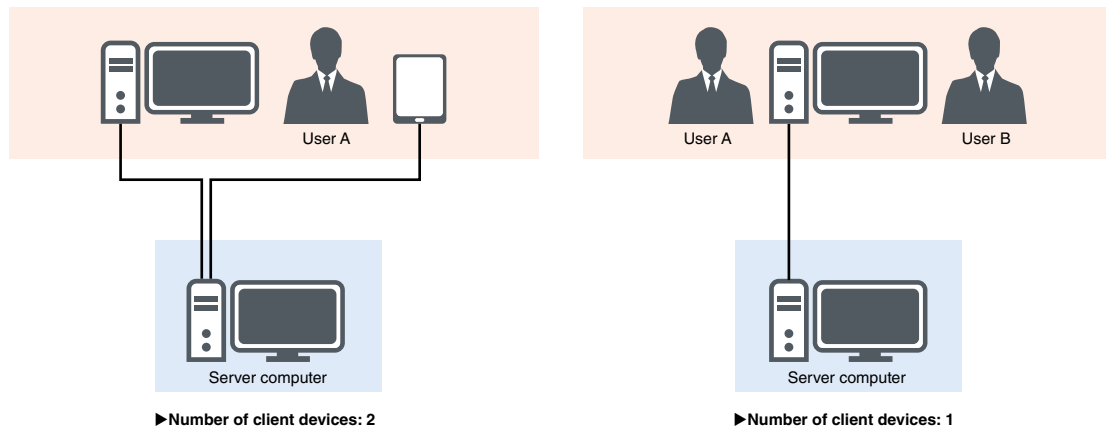 User A
Server computer
▶Number of client devices: 2
User A
User B
Server computer
▶Number of client devices: 1